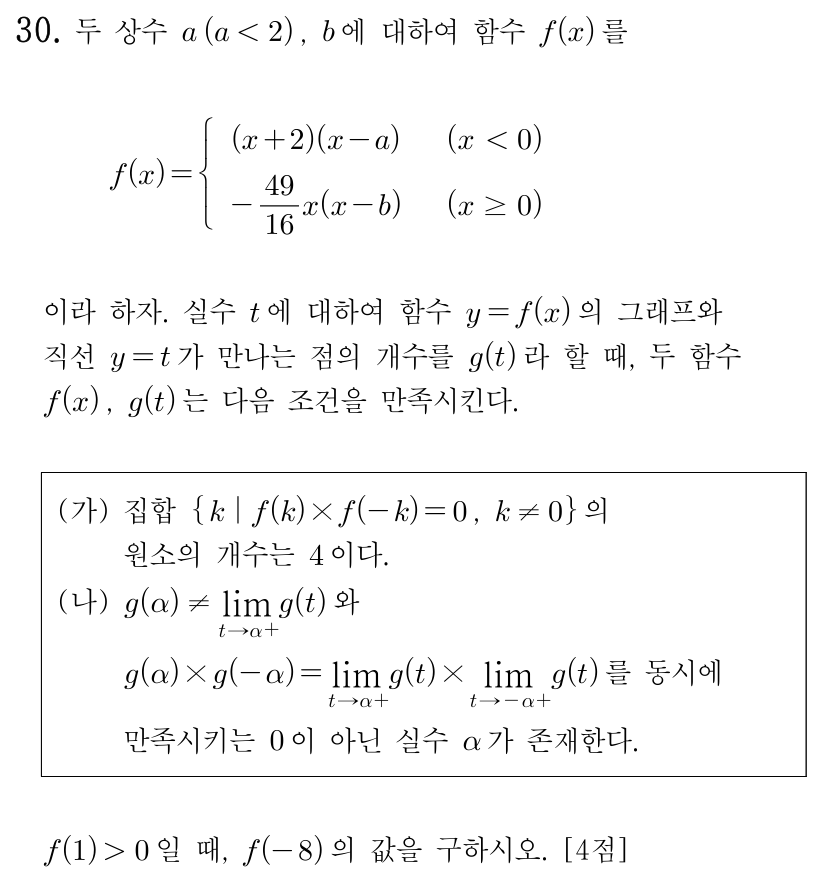 30. 두 상수 a(a<2), b에 대하여 함수 f(x)를
f(x)= { (x+2)(x-a) (x<0)
-49/16 x(x-b) (x≥0)
이라 하자. 실수 t에 대하여 함수 y=f(x)의 그래프와
직선 y=t가 만나는 점의 개수를 g(t)라 할 때, 두 함수
f(x), g(t)는 다음 조건을 만족시킨다.
(가) 집합 {k | f(k)×f(-k)=0, k≠0}의
원소의 개수는 4이다.
(나) g(α)≠lim_{t→α+} g(t)와
g(α)×g(-α)=lim_{t→α+} g(t)×lim_{t→-α+} g(t)를 동시에
만족시키는 0이 아닌 실수 α가 존재한다.
f(1)>0일 때, f(-8)의 값을 구하시오. [4점]